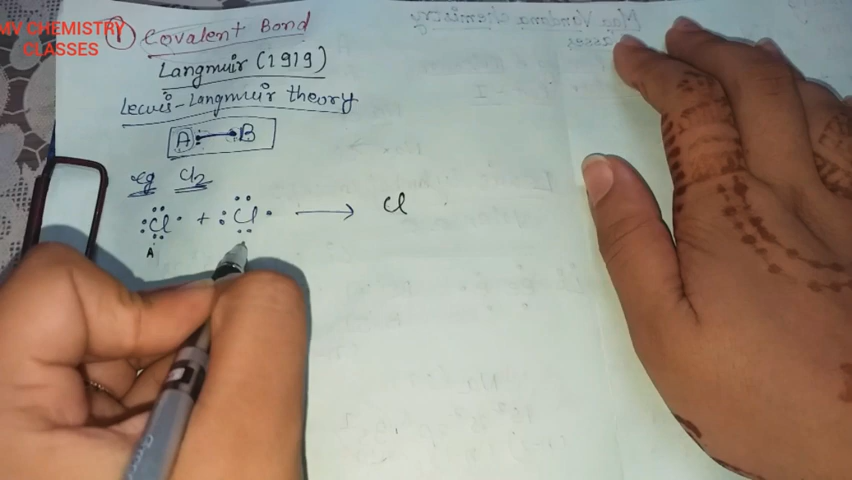 MV CHEMISTRY
CLASSES
① Covalent Bond
Langmuir (1919)
Lewis-Langmuir theory
A B
eg Cl2
Cl + Cl → Cl
A